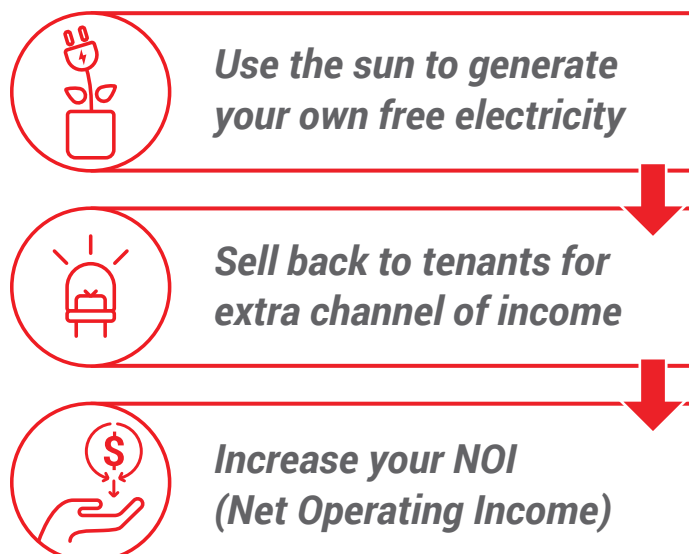 Use the sun to generate
your own free electricity
Sell back to tenants for
extra channel of income
$
Increase your NOI
(Net Operating Income)